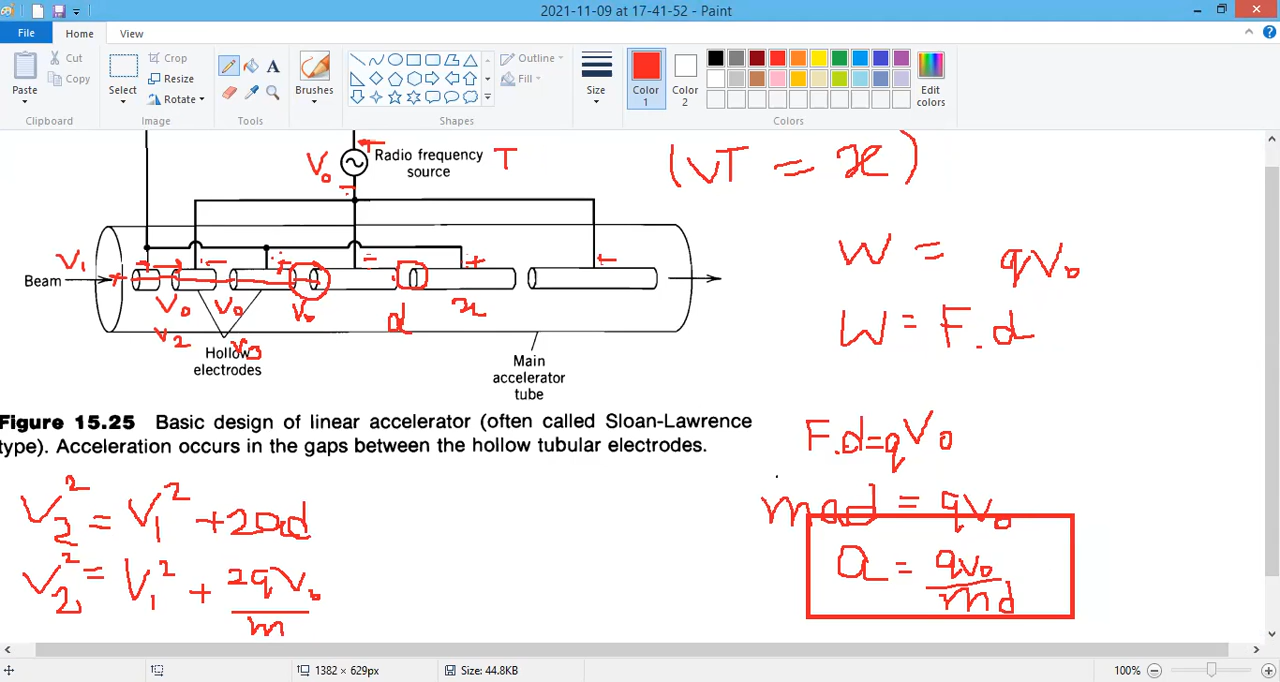 2021-11-09 at 17-41-52 - Paint
File Home View
Paste Cut Copy Clipboard
Select Crop Resize Rotate Image
A Tools
Brushes
Outline Fill Shapes
Size
Color 1 Color 2 Edit colors Colors
V₀ + Radio frequency source T
−
(VT = x)
W = qV₀
V₁ + + − + − + −
Beam
V₀ V₀ V₀ d x
V₂ V₀
Hollow electrodes
Main accelerator tube
W = F.d
Figure 15.25 Basic design of linear accelerator (often called Sloan-Lawrence
type). Acceleration occurs in the gaps between the hollow tubular electrodes.
F.d=qV₀
V₂² = V₁² + 2ad
mad = qV₀
V₂² = V₁² + 2qV₀/m
a = qV₀/md
1382 × 629px Size: 44.8KB 100%